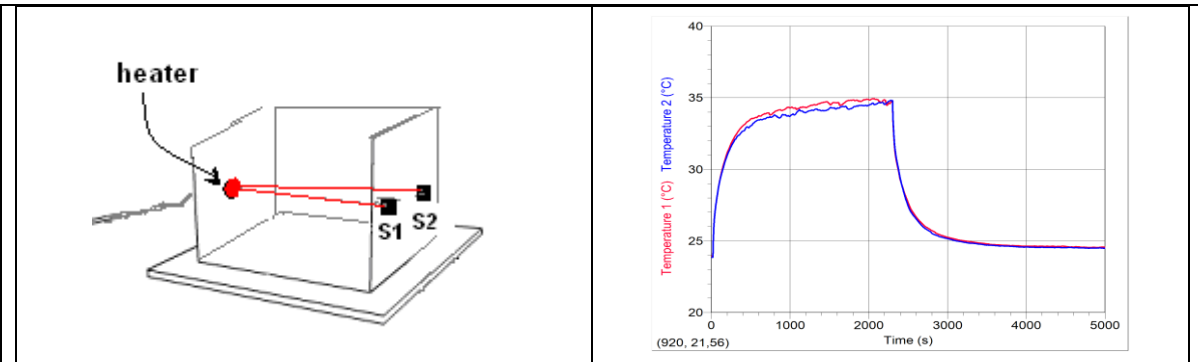 heater
S1
S2
Temperature 1 (°C) Temperature 2 (°C)
40
35
30
25
20
0
1000
2000
3000
4000
5000
(920, 21,56)
Time (s)